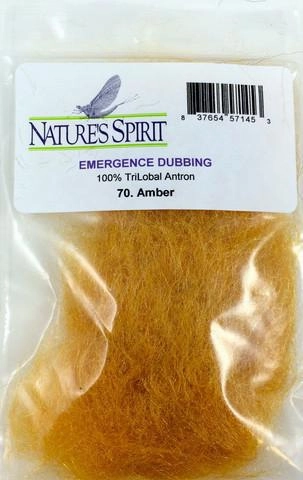 8 37654 57145 3
NATURE'S SPIRIT
EMERGENCE DUBBING
100% TriLobal Antron
70. Amber